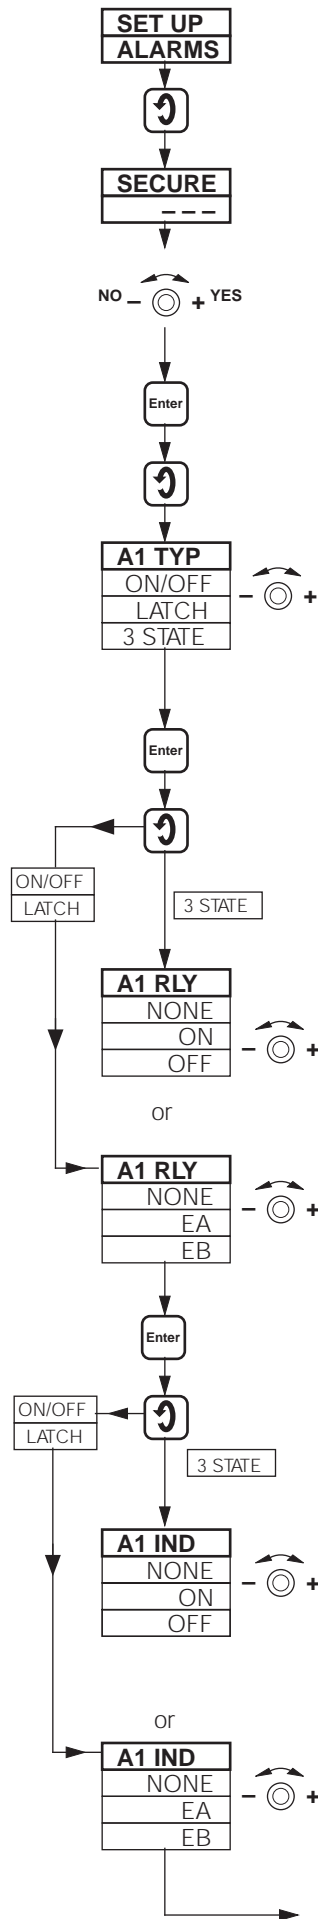 SET UP
ALARMS
SECURE
– – –
NO – + YES
Enter
A1 TYP
ON/OFF
LATCH
3 STATE
– +
Enter
ON/OFF
LATCH
3 STATE
A1 RLY
NONE
ON
OFF
– +
or
A1 RLY
NONE
EA
EB
– +
Enter
ON/OFF
LATCH
3 STATE
A1 IND
NONE
ON
OFF
– +
or
A1 IND
NONE
EA
EB
– +